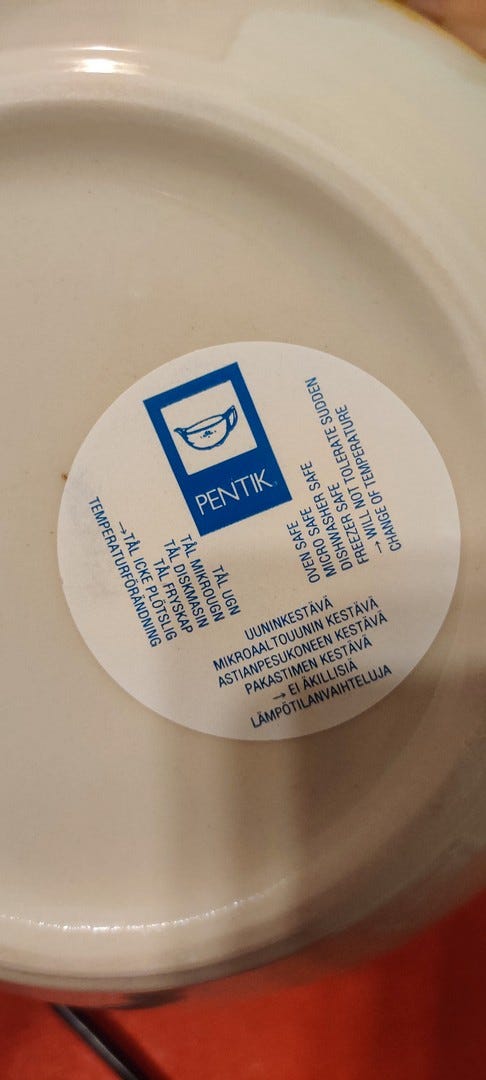 PENTIK
OVEN SAFE
MICRO SAFE
DISHWASHER SAFE
FREEZER SAFE
→ WILL NOT TOLERATE SUDDEN
CHANGE OF TEMPERATURE
UUNINKESTÄVÄ
MIKROAALTOUUNIN KESTÄVÄ
ASTIANPESUKONEEN KESTÄVÄ
PAKASTIMEN KESTÄVÄ
→ EI ÄKILLISIÄ
LÄMPÖTILANVAIHTELUJA
TÅL UGN
TÅL MIKROUGN
TÅL DISKMASIN
TÅL FRYSKAP
→TÅL ICKE PLÖTSLIG
TEMPERATURFÖRÄNDNING